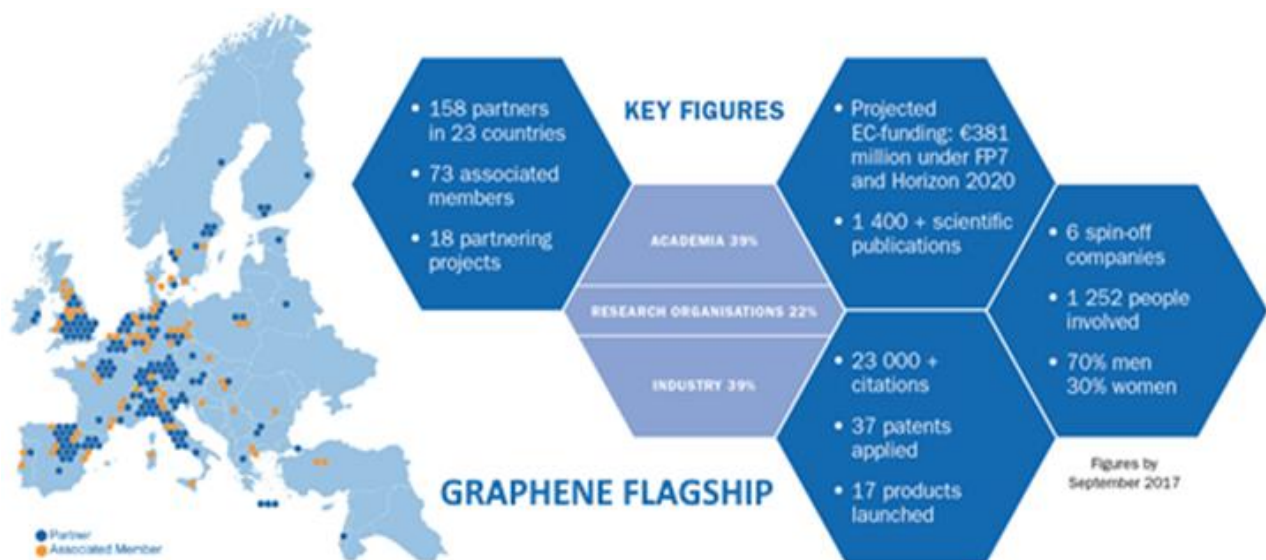 KEY FIGURES
• 158 partners
in 23 countries
• 73 associated
members
• 18 partnering
projects
ACADEMIA 39%
RESEARCH ORGANISATIONS 22%
INDUSTRY 39%
• Projected
EC-funding: €381
million under FP7
and Horizon 2020
• 1 400 + scientific
publications
• 6 spin-off
companies
• 1 252 people
involved
• 70% men
30% women
• 23 000 +
citations
• 37 patents
applied
• 17 products
launched
Figures by
September 2017
GRAPHENE FLAGSHIP
Partner
Associated Member